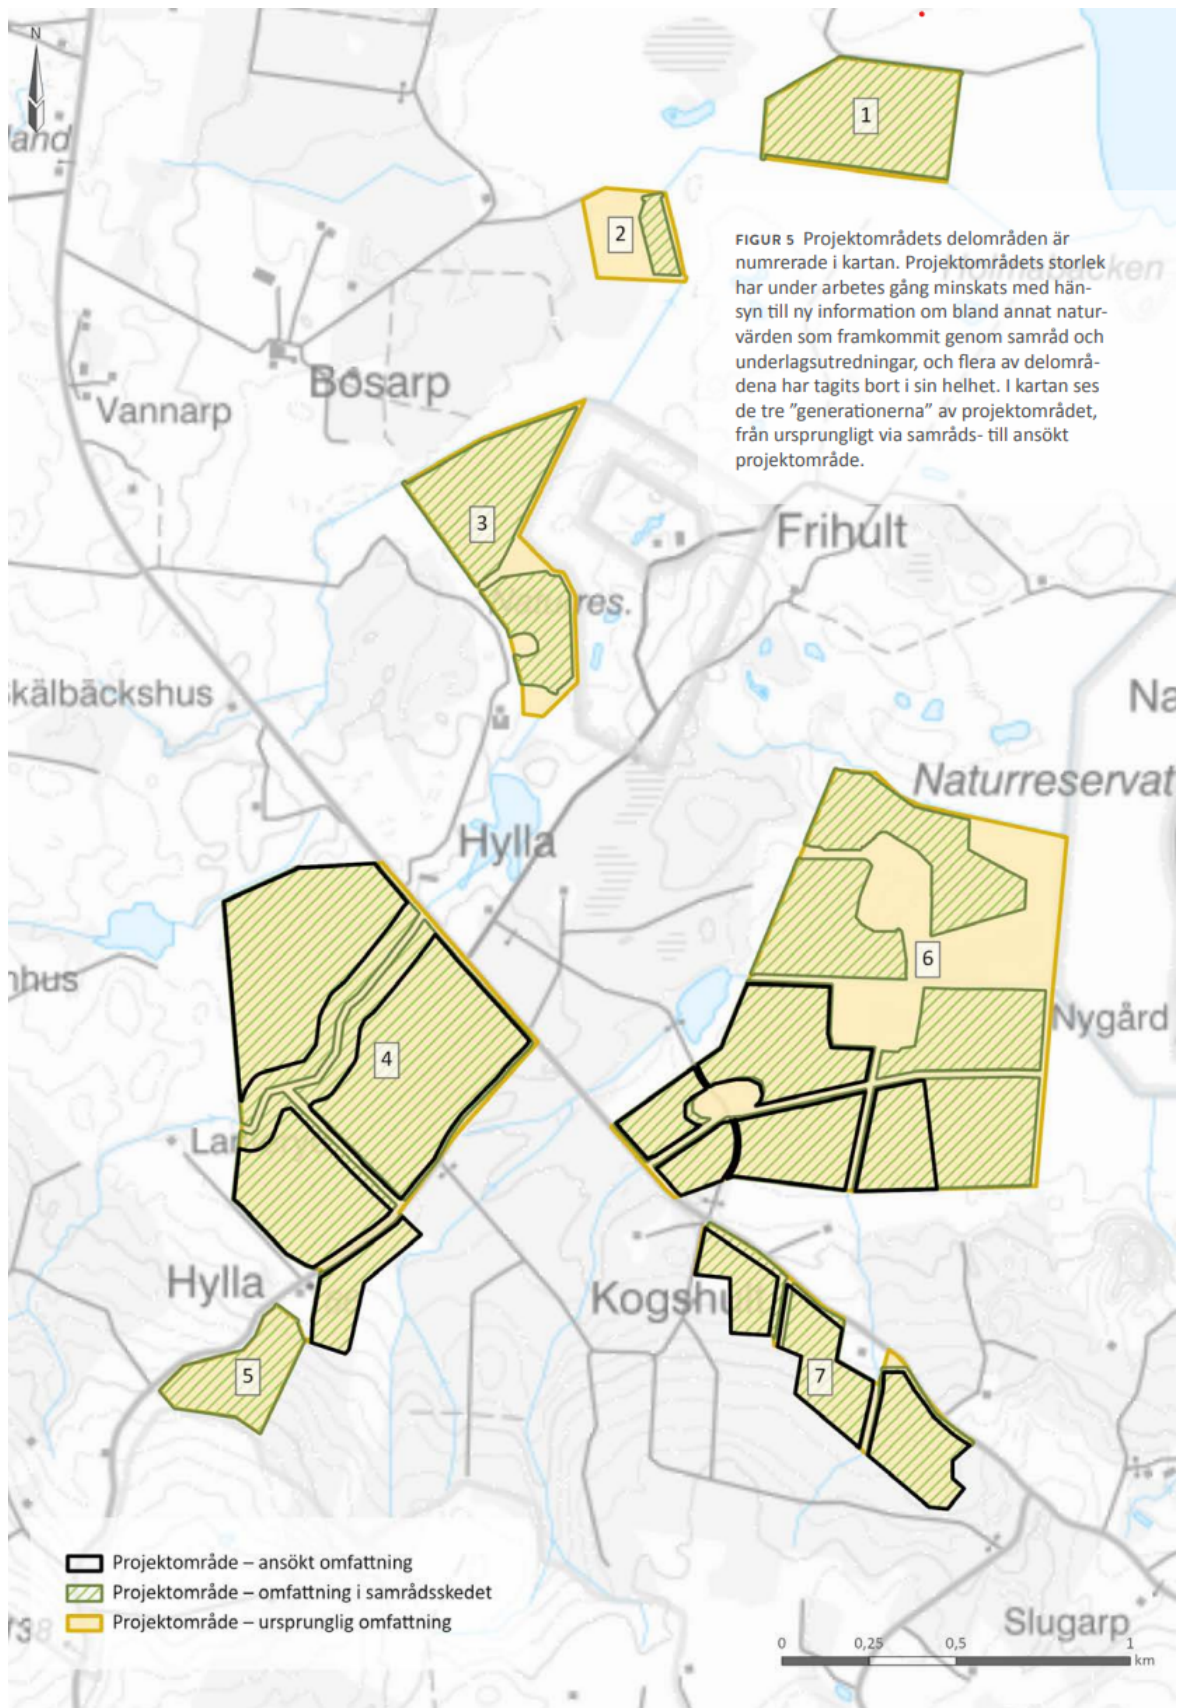 N
1
2
FIGUR 5 Projektområdets delområden är
numrerade i kartan. Projektområdets storlek
har under arbetes gång minskats med hän-
syn till ny information om bland annat natur-
värden som framkommit genom samråd och
underlagsutredningar, och flera av delområ-
dena har tagits bort i sin helhet. I kartan ses
de tre ”generationerna” av projektområdet,
från ursprungligt via samråds- till ansökt
projektområde.
Bosarp
Vannarp
3
Frihult
res.
kälbäckshus
Na
Naturreservat
Hylla
6
hus
Nygård
4
Hylla
Kogshu
5
7
Projektområde – ansökt omfattning
Projektområde – omfattning i samrådsskedet
Projektområde – ursprunglig omfattning
Slugarp
0 0,25 0,5 1
km